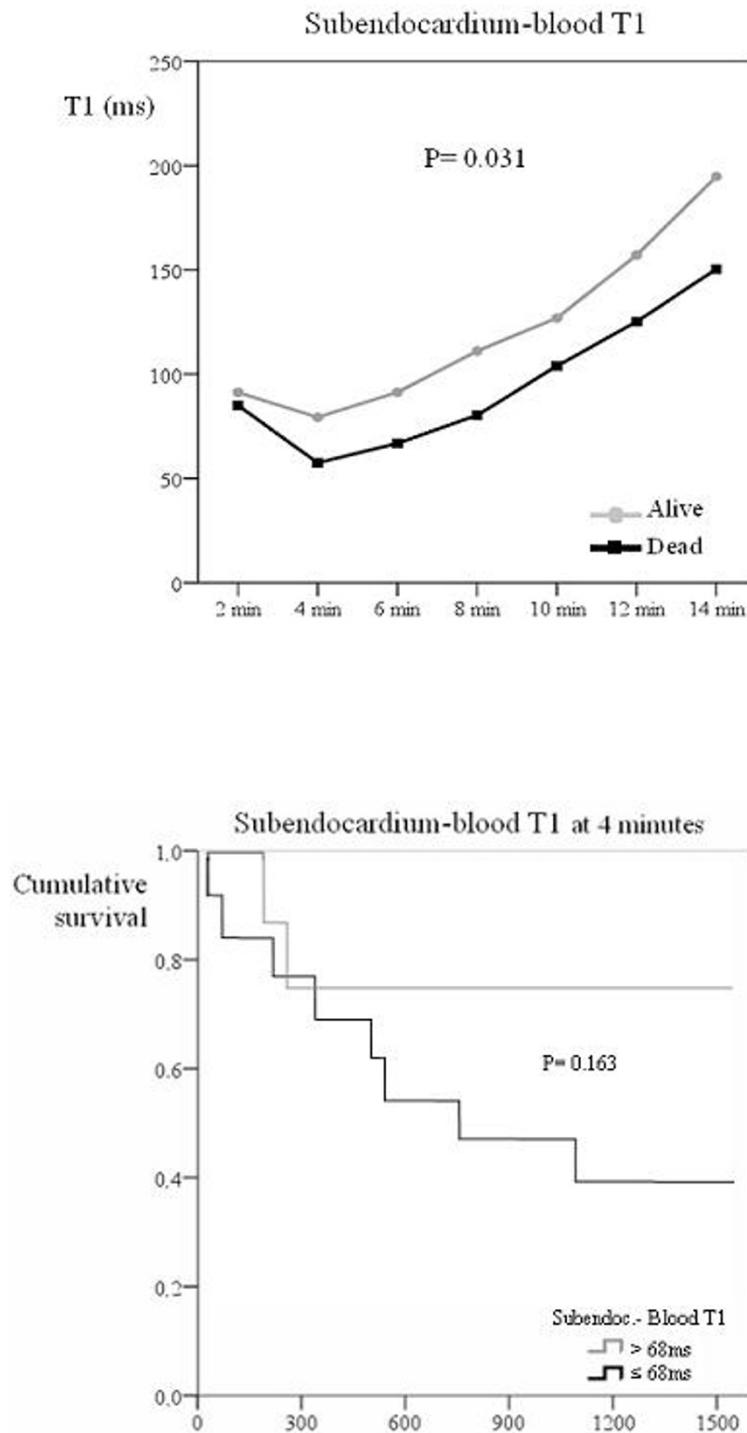 Subendocardium-blood T1
250
T1 (ms)
P= 0.031
200
150
100
50
Alive
Dead
0
2 min 4 min 6 min 8 min 10 min 12 min 14 min
Subendocardium-blood T1 at 4 minutes
1.0
Cumulative
survival
0.8
P= 0.163
0.6
0.4
0.2
Subendoc.- Blood T1
> 68ms
≤ 68ms
0.0
0 300 600 900 1200 1500